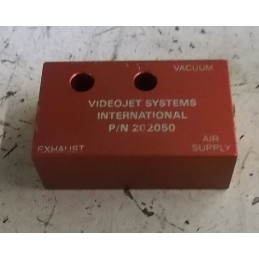 VACUUM
VIDEOJET SYSTEMS
INTERNATIONAL
P/N 202050
EXHAUST
AIR
SUPPLY